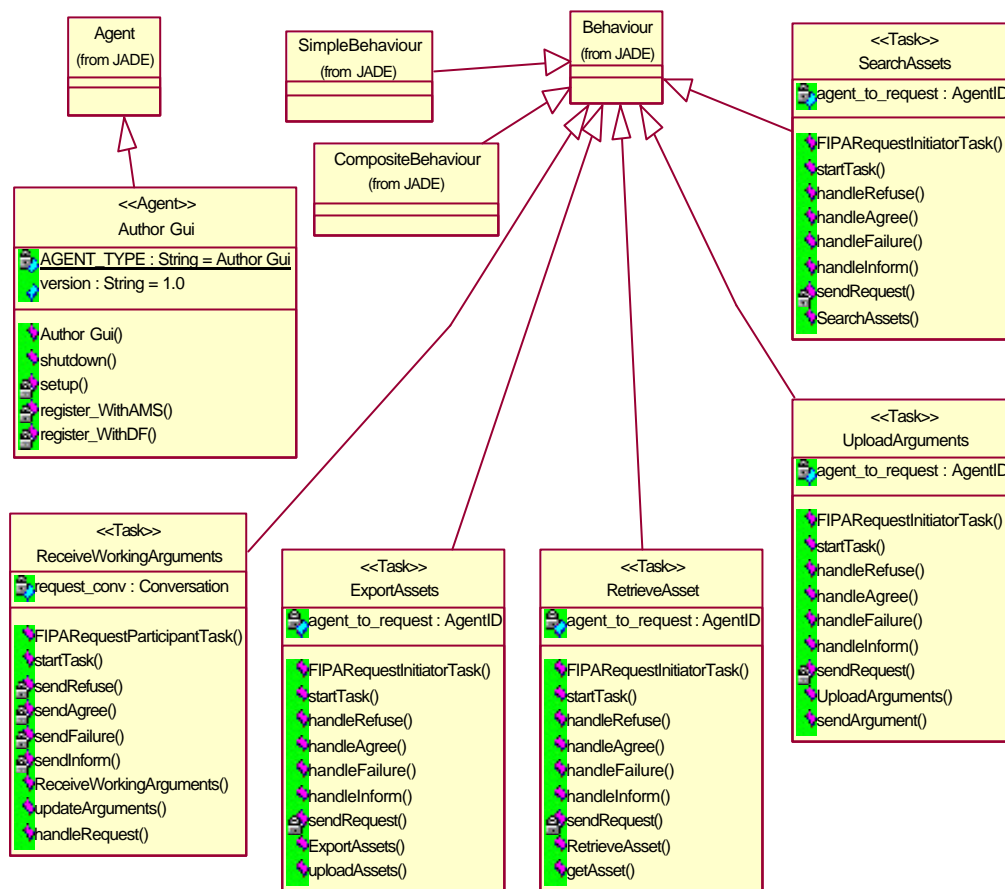 Agent
(from JADE)
SimpleBehaviour
(from JADE)
Behaviour
(from JADE)
CompositeBehaviour
(from JADE)
<<Task>>
SearchAssets
agent_to_request : AgentID
FIPARequestInitiatorTask()
startTask()
handleRefuse()
handleAgree()
handleFailure()
handleInform()
sendRequest()
SearchAssets()
<<Agent>>
Author Gui
AGENT_TYPE : String = Author Gui
version : String = 1.0
Author Gui()
shutdown()
setup()
register_WithAMS()
register_WithDF()
<<Task>>
UploadArguments
agent_to_request : AgentID
FIPARequestInitiatorTask()
startTask()
handleRefuse()
handleAgree()
handleFailure()
handleInform()
sendRequest()
UploadArguments()
sendArgument()
<<Task>>
ReceiveWorkingArguments
request_conv : Conversation
FIPARequestParticipantTask()
startTask()
sendRefuse()
sendAgree()
sendFailure()
sendInform()
ReceiveWorkingArguments()
updateArguments()
handleRequest()
<<Task>>
ExportAssets
agent_to_request : AgentID
FIPARequestInitiatorTask()
startTask()
handleRefuse()
handleAgree()
handleFailure()
handleInform()
sendRequest()
ExportAssets()
uploadAssets()
<<Task>>
RetrieveAsset
agent_to_request : AgentID
FIPARequestInitiatorTask()
startTask()
handleRefuse()
handleAgree()
handleFailure()
handleInform()
sendRequest()
RetrieveAsset()
getAsset()